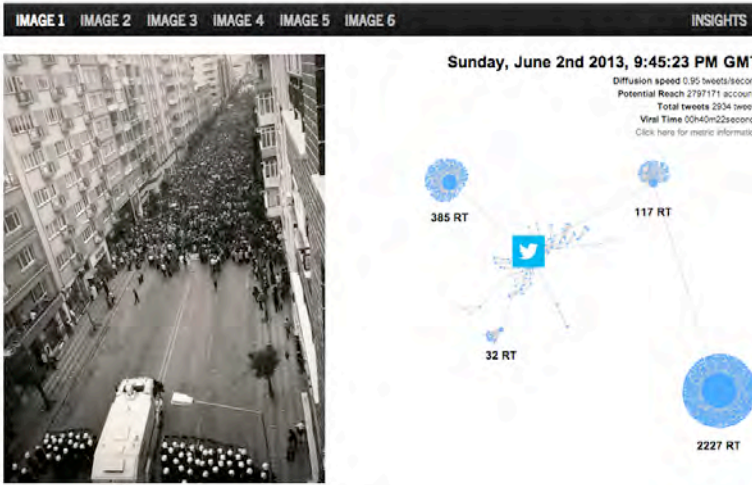 IMAGE 1 IMAGE 2 IMAGE 3 IMAGE 4 IMAGE 5 IMAGE 6 INSIGHTS
Sunday, June 2nd 2013, 9:45:23 PM GMT
Diffusion speed 0.95 tweets/secon
Potential Reach 2797171 accoun
Total tweets 2934 twee
Viral Time 00h40m22second
Click here for metric informatio
385 RT
117 RT
32 RT
2227 RT